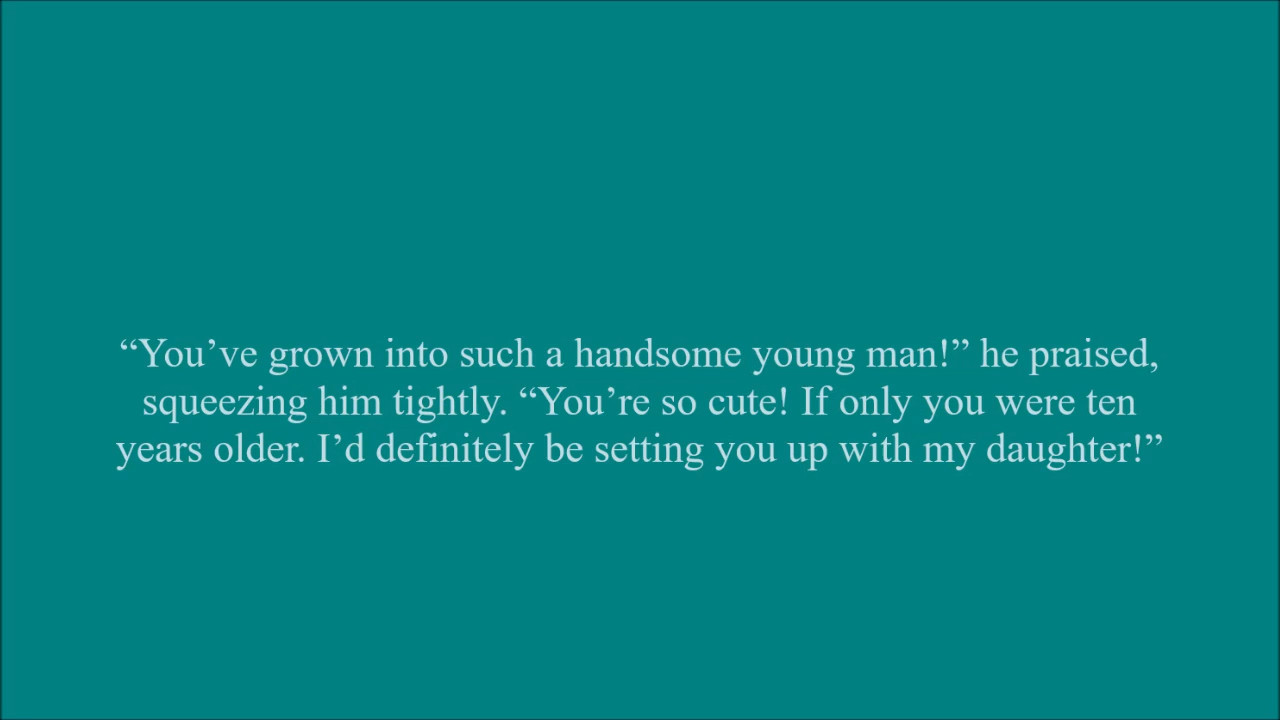 “You’ve grown into such a handsome young man!” he praised,
squeezing him tightly. “You’re so cute! If only you were ten
years older. I’d definitely be setting you up with my daughter!”